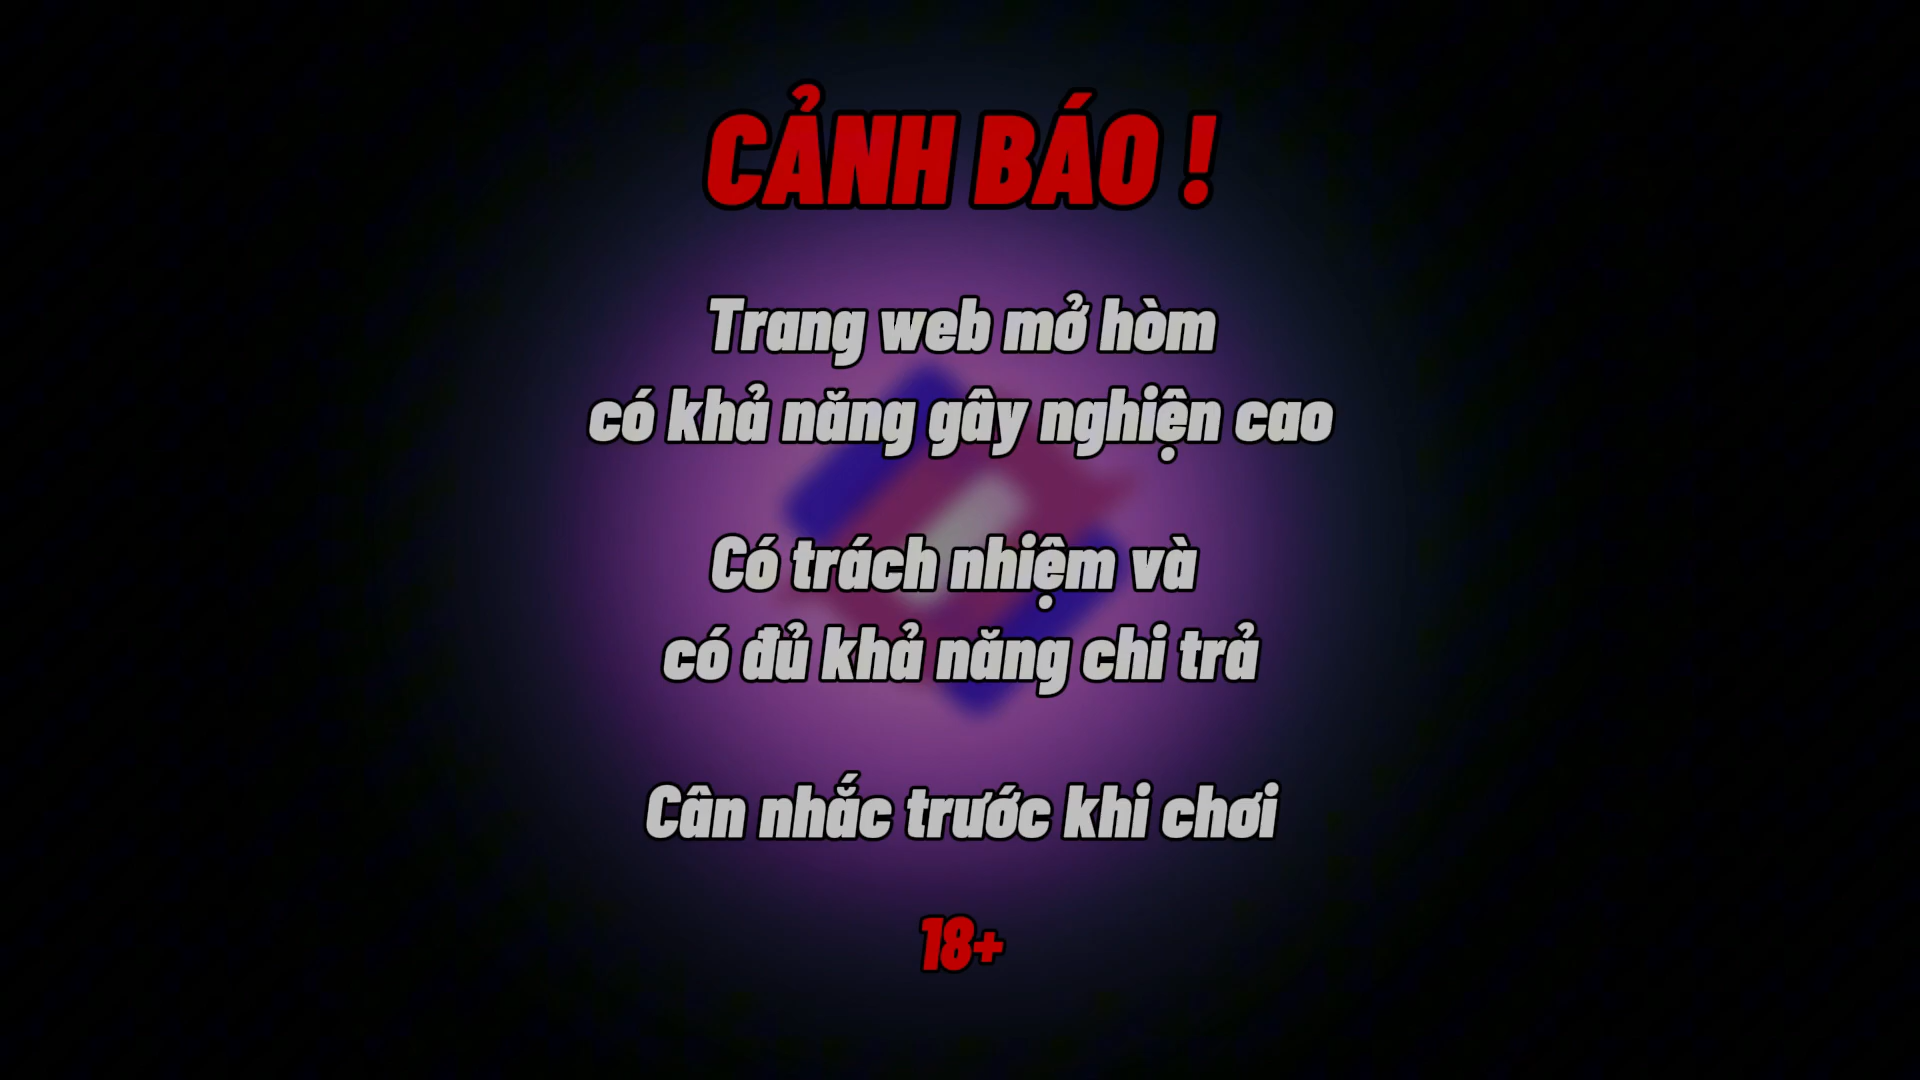 CẢNH BÁO !
Trang web mở hòm
có khả năng gây nghiện cao
Có trách nhiệm và
có đủ khả năng chi trả
Cân nhắc trước khi chơi
18+